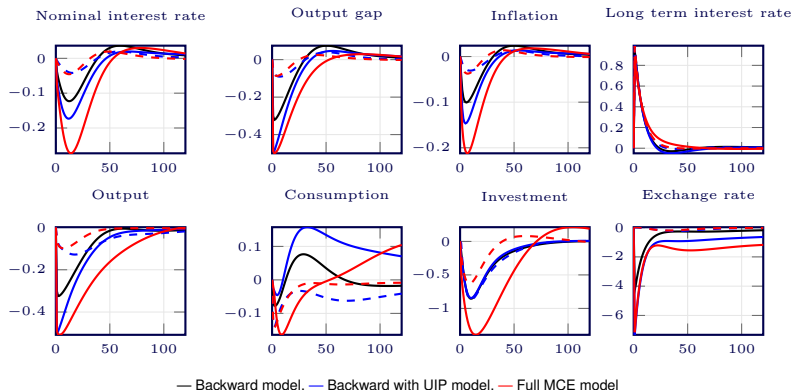 Nominal interest rate
Output gap
Inflation
Long term interest rate
0
−0.1
−0.2
0 50 100
0
−0.2
−0.4
0 50 100
0
−0.1
−0.2
0 50 100
0.8
0.6
0.4
0.2
0
0 50 100
Output
Consumption
Investment
Exchange rate
0
−0.2
−0.4
0 50 100
0.1
0
−0.1
0 50 100
0
−0.5
−1
0 50 100
0
−2
−4
−6
0 50 100
Backward model, Backward with UIP model, Full MCE model